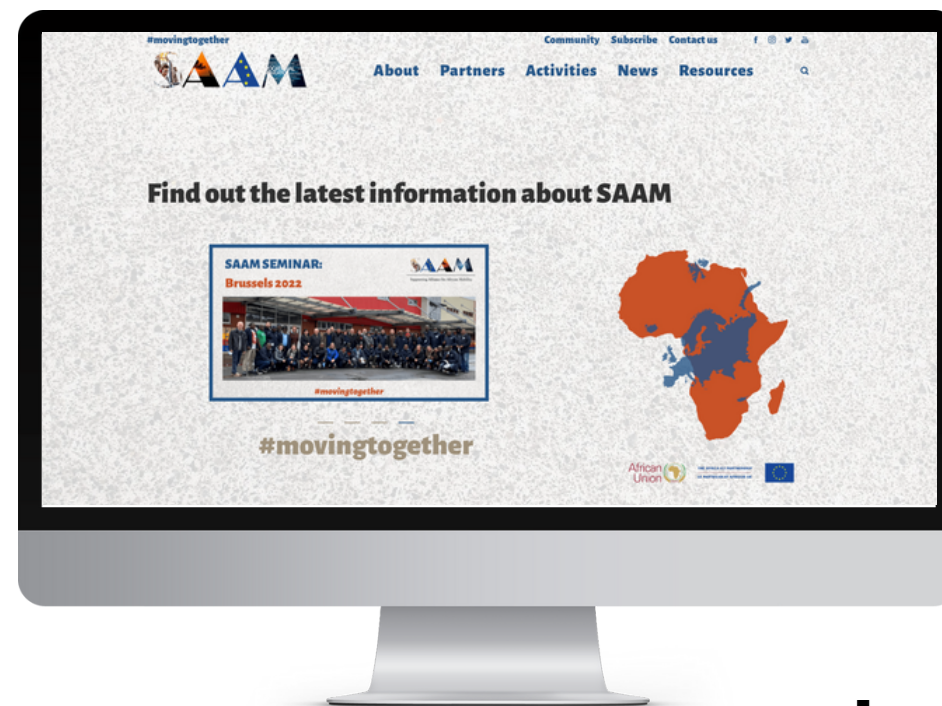 #movingtogether
Community Subscribe Contact us
SAAM
About Partners Activities News Resources
Find out the latest information about SAAM
SAAM SEMINAR:
Brussels 2022
SAAM
#movingtogether
#movingtogether
African
Union